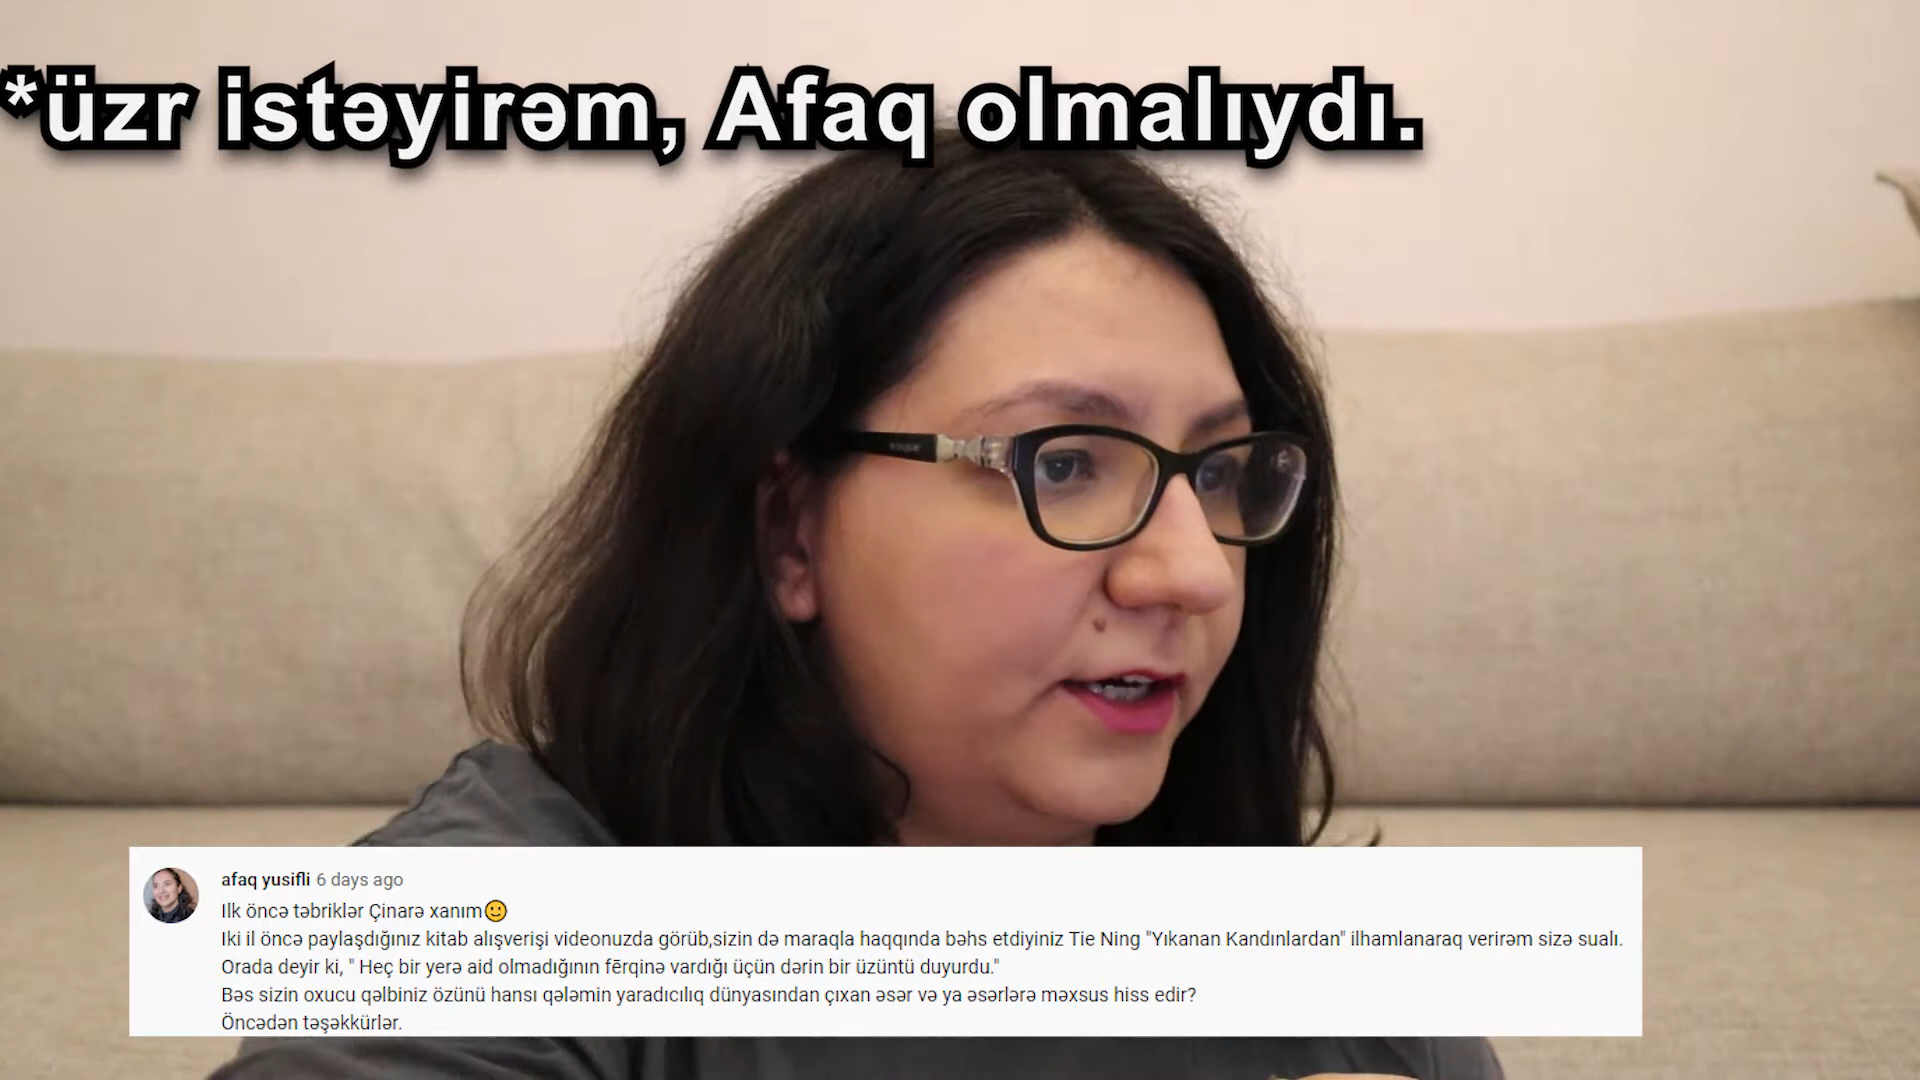 *üzr istəyirəm, Afaq olmalıydı.
afaq yusifli 6 days ago
Ilk öncə təbriklər Çinarə xanım🙂
Iki il öncə paylaşdığınız kitab alışverişi videonuzda görüb,sizin də maraqla haqqında bəhs etdiyiniz Tie Ning "Yıkanan Kandınlardan" ilhamlanaraq verirəm sizə sualı.
Orada deyir ki, " Heç bir yerə aid olmadığının fērqinə vardığı üçün dərin bir üzüntü duyurdu."
Bəs sizin oxucu qəlbiniz özünü hansı qələmin yaradıcılıq dünyasından çıxan əsər və ya əsərlərə məxsus hiss edir?
Öncədən təşəkkürlər.